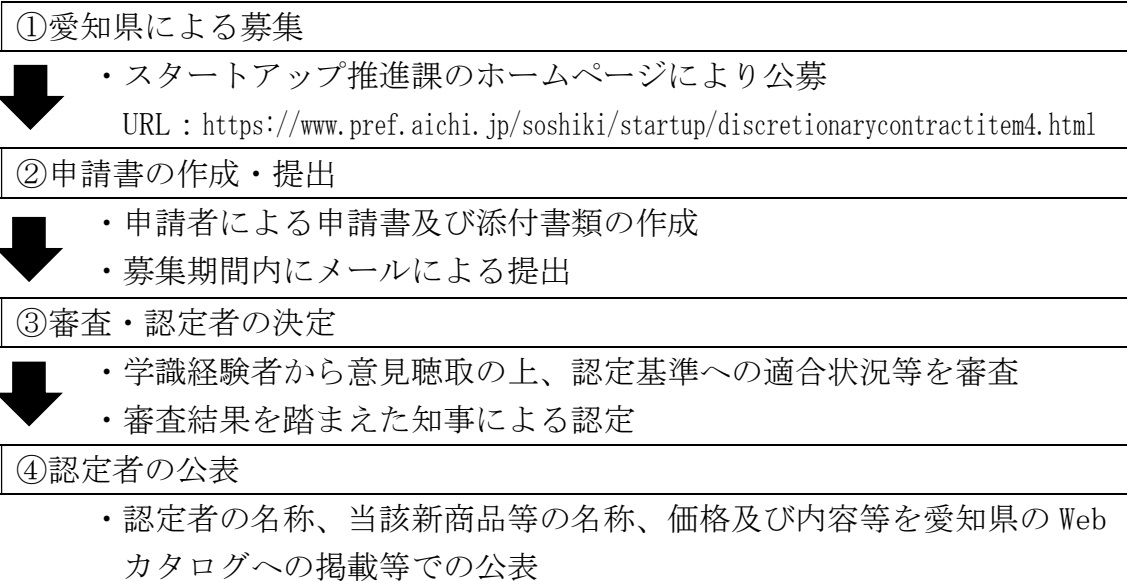 ①愛知県による募集
・スタートアップ推進課のホームページにより公募
URL：https://www.pref.aichi.jp/soshiki/startup/discretionarycontractitem4.html
②申請書の作成・提出
・申請者による申請書及び添付書類の作成
・募集期間内にメールによる提出
③審査・認定者の決定
・学識経験者から意見聴取の上、認定基準への適合状況等を審査
・審査結果を踏まえた知事による認定
④認定者の公表
・認定者の名称、当該新商品等の名称、価格及び内容等を愛知県の Web
カタログへの掲載等での公表